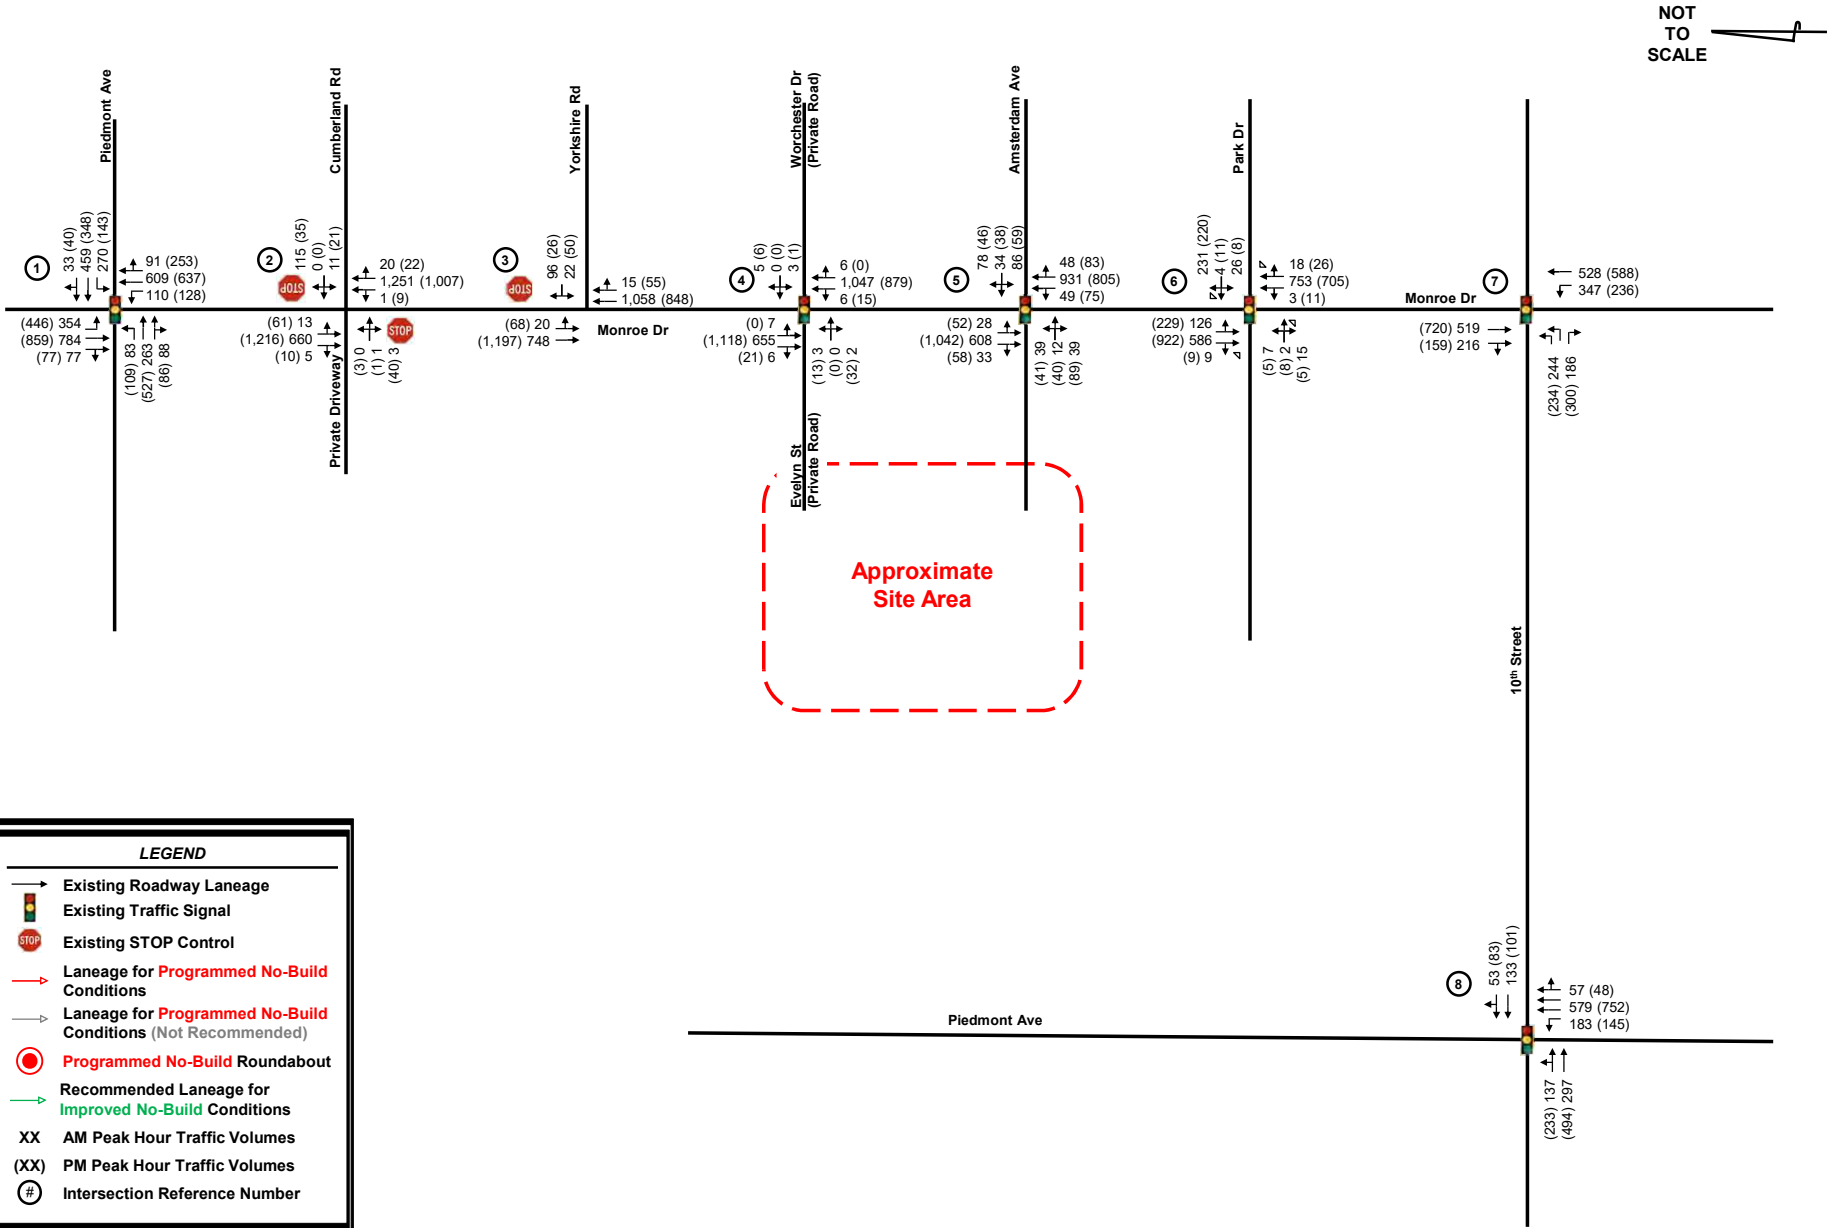 NOT
TO
SCALE
Piedmont Ave
Cumberland Rd
Yorkshire Rd
Worchester Dr
(Private Road)
Amsterdam Ave
Park Dr
1
33 (40)
459 (348)
270 (143)
91 (253)
609 (637)
110 (128)
(446) 354
(859) 784
(77) 77
(109) 83
(527) 263
(86) 88
2
STOP
115 (35)
0 (0)
11 (21)
20 (22)
1,251 (1,007)
1 (9)
(61) 13
(1,216) 660
(10) 5
STOP
(3) 0
(1) 1
(40) 3
Private Driveway
3
STOP
96 (26)
22 (50)
15 (55)
1,058 (848)
(68) 20
(1,197) 748
Monroe Dr
4
5 (6)
0 (0)
3 (1)
6 (0)
1,047 (879)
6 (15)
(0) 7
(1,118) 655
(21) 6
(13) 3
(0) 0
(32) 2
Evelyn St
(Private Road)
5
78 (46)
34 (38)
86 (59)
48 (83)
931 (805)
49 (75)
(52) 28
(1,042) 608
(58) 33
(41) 39
(40) 12
(89) 39
6
231 (220)
4 (11)
26 (8)
18 (26)
753 (705)
3 (11)
(229) 126
(922) 586
(9) 9
(5) 7
(8) 2
(5) 15
Monroe Dr
7
528 (588)
347 (236)
(720) 519
(159) 216
(234) 244
(300) 186
Approximate
Site Area
10th Street
8
53 (83)
133 (101)
57 (48)
579 (752)
183 (145)
(233) 137
(494) 297
Piedmont Ave
LEGEND
Existing Roadway Laneage
Existing Traffic Signal
STOP Existing STOP Control
Laneage for Programmed No-Build
Conditions
Laneage for Programmed No-Build
Conditions (Not Recommended)
Programmed No-Build Roundabout
Recommended Laneage for
Improved No-Build Conditions
XX AM Peak Hour Traffic Volumes
(XX) PM Peak Hour Traffic Volumes
# Intersection Reference Number